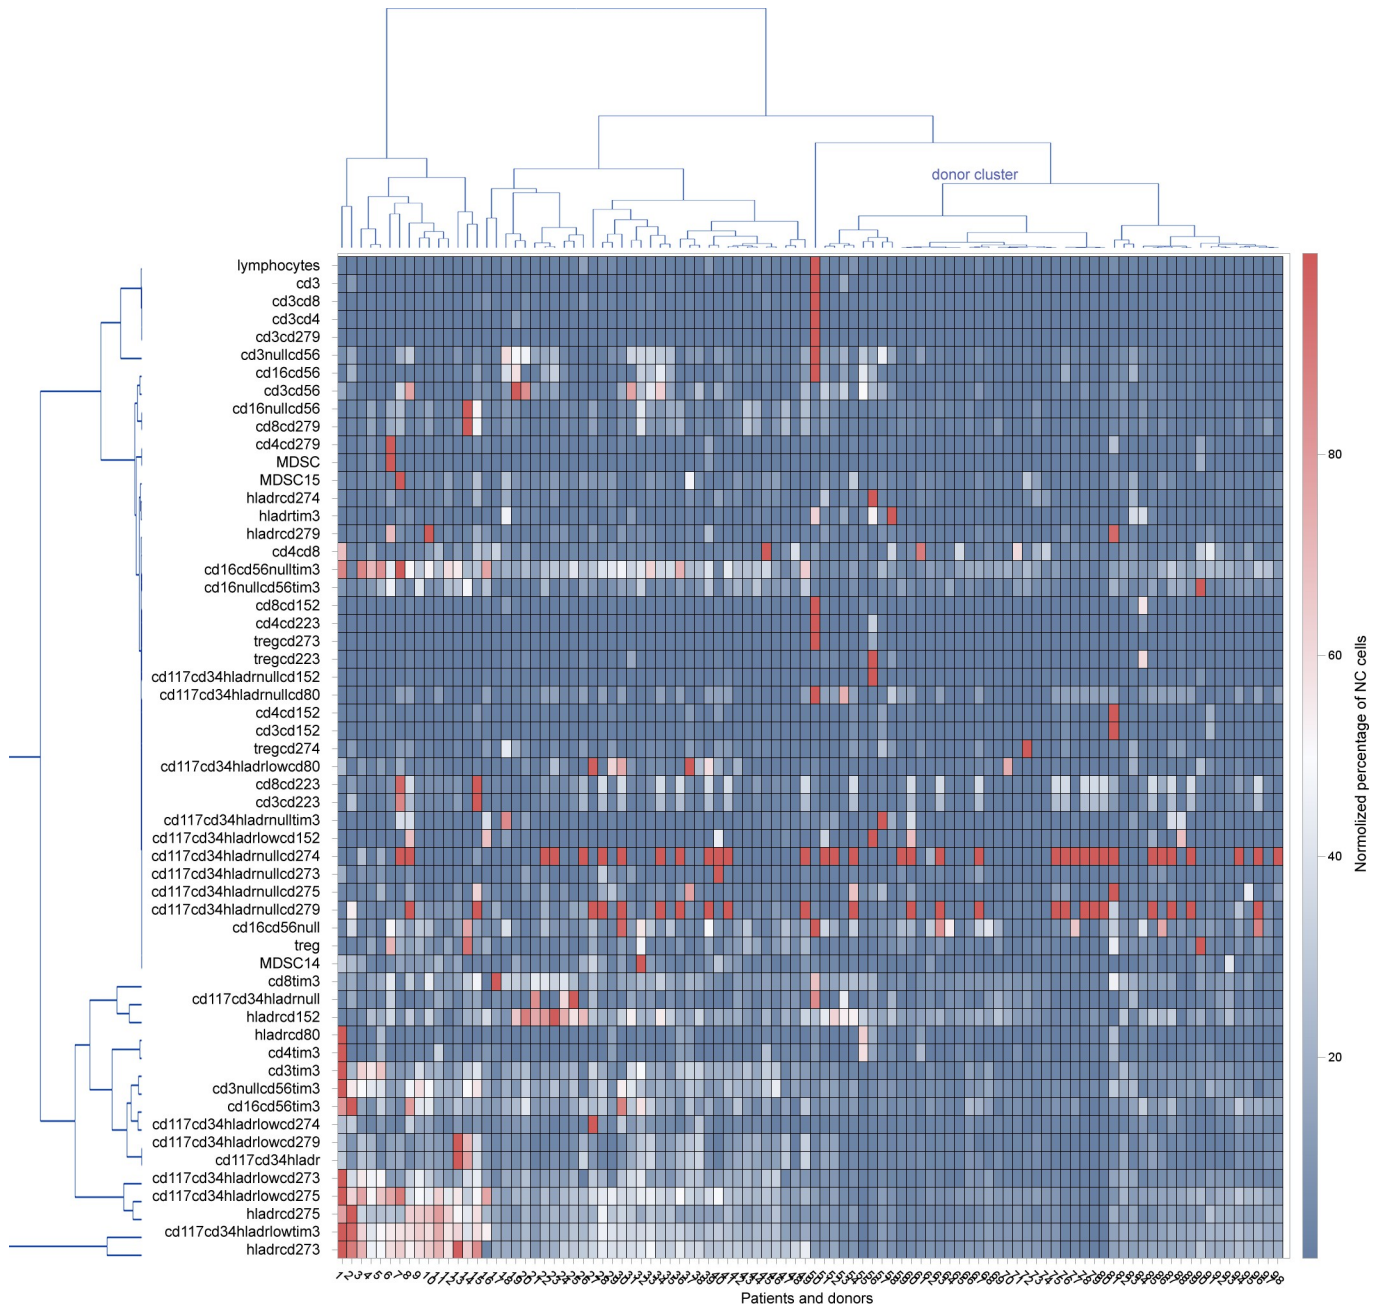 donor cluster
lymphocytes
cd3
cd3cd8
cd3cd4
cd3cd279
cd3nullcd56
cd16cd56
cd3cd56
cd16nullcd56
cd8cd279
cd4cd279
MDSC
MDSC15
hladrcd274
hladrtim3
hladrcd279
cd4cd8
cd16cd56nulltim3
cd16nullcd56tim3
cd8cd152
cd4cd223
tregcd273
tregcd223
cd117cd34hladrnullcd152
cd117cd34hladrnullcd80
cd4cd152
cd3cd152
tregcd274
cd117cd34hladrlowcd80
cd8cd223
cd3cd223
cd117cd34hladrnulltim3
cd117cd34hladrlowcd152
cd117cd34hladrnullcd274
cd117cd34hladrnullcd273
cd117cd34hladrnullcd275
cd117cd34hladrnullcd279
cd16cd56null
treg
MDSC14
cd8tim3
cd117cd34hladrnull
hladrcd152
hladrcd80
cd4tim3
cd3tim3
cd3nullcd56tim3
cd16cd56tim3
cd117cd34hladrlowcd274
cd117cd34hladrlowcd279
cd117cd34hladr
cd117cd34hladrlowcd273
cd117cd34hladrlowcd275
hladrcd275
cd117cd34hladrlowtim3
hladrcd273
Patients and donors
80
60
40
20
Normolized percentage of NC cells